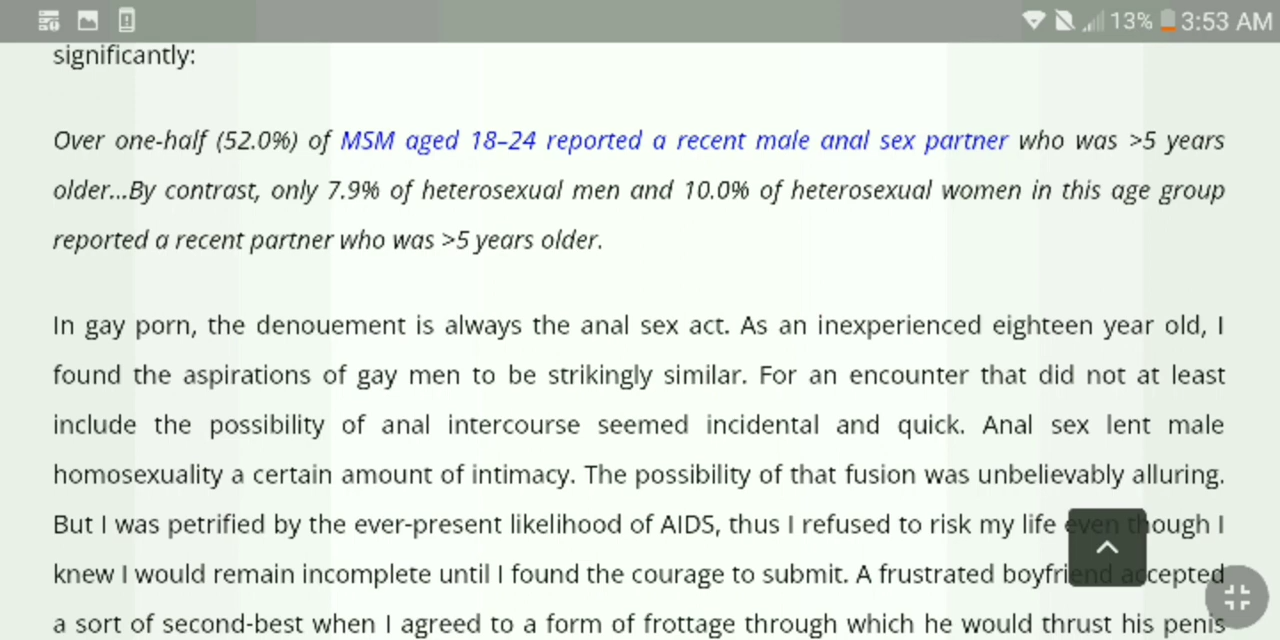 13% 3:53 AM
significantly:
Over one-half (52.0%) of MSM aged 18–24 reported a recent male anal sex partner who was >5 years
older...By contrast, only 7.9% of heterosexual men and 10.0% of heterosexual women in this age group
reported a recent partner who was >5 years older.
In gay porn, the denouement is always the anal sex act. As an inexperienced eighteen year old, I
found the aspirations of gay men to be strikingly similar. For an encounter that did not at least
include the possibility of anal intercourse seemed incidental and quick. Anal sex lent male
homosexuality a certain amount of intimacy. The possibility of that fusion was unbelievably alluring.
But I was petrified by the ever-present likelihood of AIDS, thus I refused to risk my life even though I
knew I would remain incomplete until I found the courage to submit. A frustrated boyfriend accepted
a sort of second-best when I agreed to a form of frottage through which he would thrust his penis